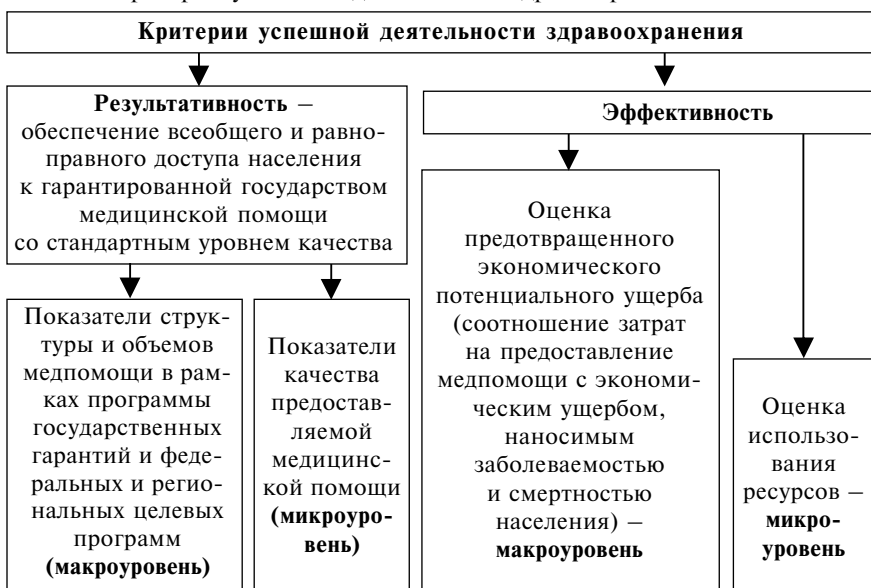 Критерии успешной деятельности здравоохранения
Результативность –
обеспечение всеобщего и равно-
правного доступа населения
к гарантированной государством
медицинской помощи
со стандартным уровнем качества
Эффективность
Показатели струк-
туры и объемов
медпомощи в рам-
ках программы
государственных
гарантий и феде-
ральных и регио-
нальных целевых
программ
(макроуровень)
Показатели
качества
предостав-
ляемой
медицинс-
кой помощи
(микроуро-
вень)
Оценка
предотвращенного
экономического
потенциального ущерба
(соотношение затрат
на предоставление
медпомощи с экономи-
ческим ущербом,
наносимым
заболеваемостью
и смертностью
населения) –
макроуровень
Оценка
использо-
вания
ресурсов –
микро-
уровень